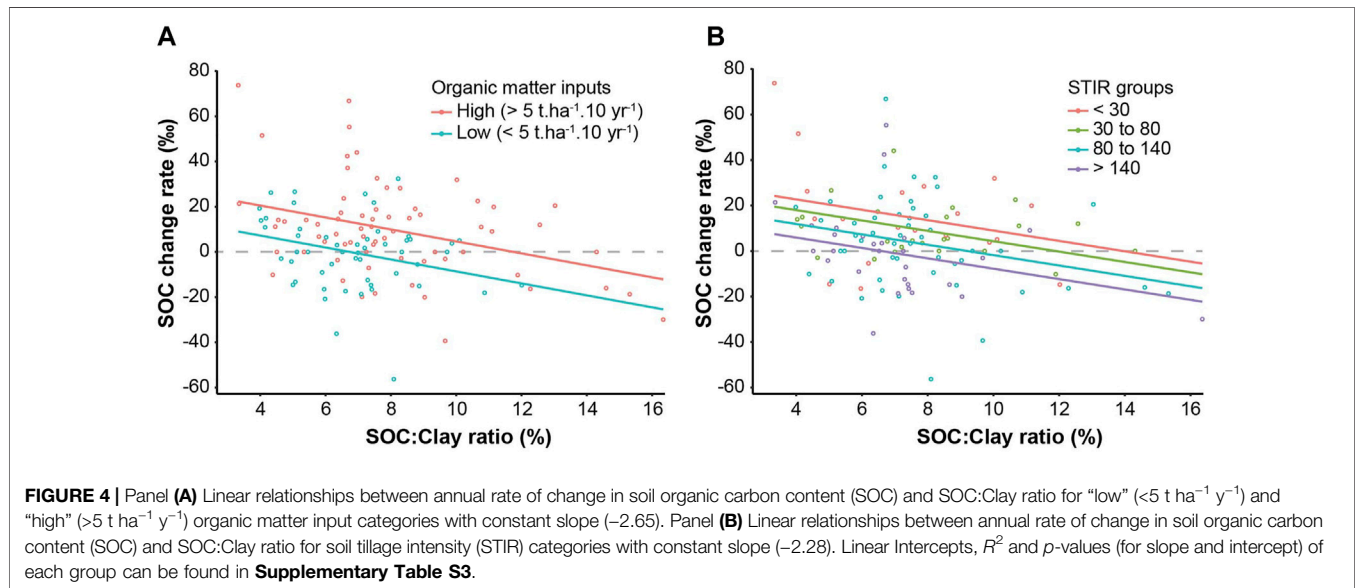 A
80
60
40
20
0
-20
-40
-60
SOC change rate (‰)
Organic matter inputs
High (> 5 t.ha⁻¹.10 yr⁻¹)
Low (< 5 t.ha⁻¹.10 yr⁻¹)
4 6 8 10 12 14 16
SOC:Clay ratio (%)
B
80
60
40
20
0
-20
-40
-60
SOC change rate (‰)
STIR groups
< 30
30 to 80
80 to 140
> 140
4 6 8 10 12 14 16
SOC:Clay ratio (%)
FIGURE 4 | Panel (A) Linear relationships between annual rate of change in soil organic carbon content (SOC) and SOC:Clay ratio for “low” (<5 t ha⁻¹ y⁻¹) and
“high” (>5 t ha⁻¹ y⁻¹) organic matter input categories with constant slope (−2.65). Panel (B) Linear relationships between annual rate of change in soil organic carbon
content (SOC) and SOC:Clay ratio for soil tillage intensity (STIR) categories with constant slope (−2.28). Linear Intercepts, R² and p-values (for slope and intercept) of
each group can be found in Supplementary Table S3.